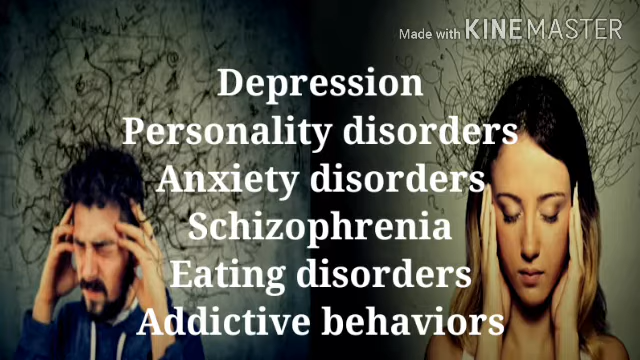 Made with KINEMASTER
Depression
Personality disorders
Anxiety disorders
Schizophrenia
Eating disorders
Addictive behaviors